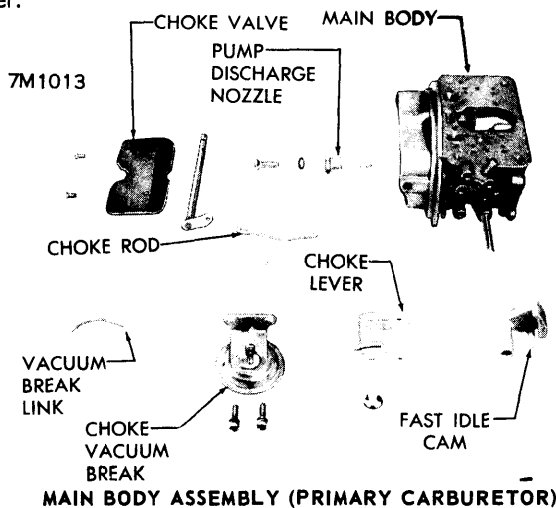 er.
CHOKE VALVE
MAIN BODY
PUMP
DISCHARGE
NOZZLE
7M1013
CHOKE ROD
CHOKE
LEVER
VACUUM
BREAK
LINK
CHOKE
VACUUM
BREAK
FAST IDLE
CAM
MAIN BODY ASSEMBLY (PRIMARY CARBURETOR)